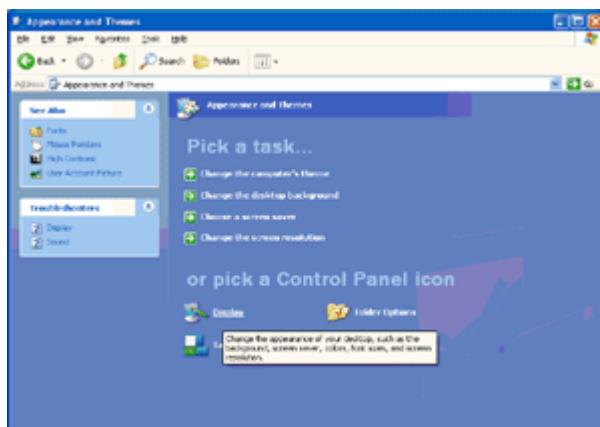 Appearance and Themes
File Edit View Favorites Tools Help
Back Search Folders
Address Appearance and Themes Go
See Also
Fonts
Mouse Pointers
High Contrast
User Account Picture
Troubleshooters
Display
Sound
Appearance and Themes
Pick a task...
Change the computer's theme
Change the desktop background
Choose a screen saver
Change the screen resolution
or pick a Control Panel icon
Display Folder Options
Change the appearance of your desktop, such as the
background, screen saver, colors, font sizes, and screen
resolution.